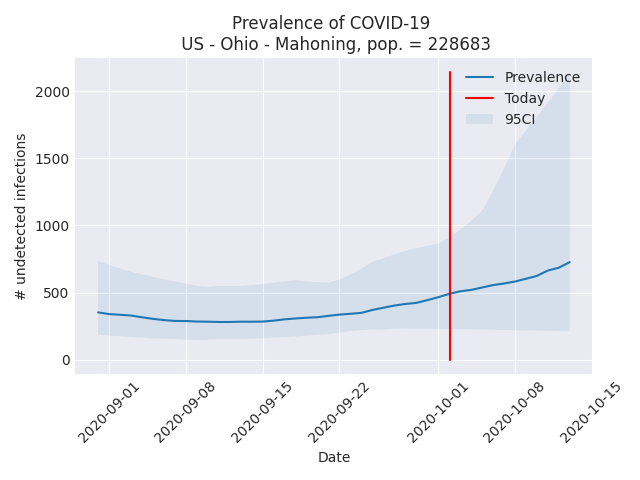 Prevalence of COVID-19
US - Ohio - Mahoning, pop. = 228683
Prevalence
Today
95CI
# undetected infections
2000
1500
1000
500
0
2020-09-01
2020-09-08
2020-09-15
2020-09-22
2020-10-01
2020-10-08
2020-10-15
Date